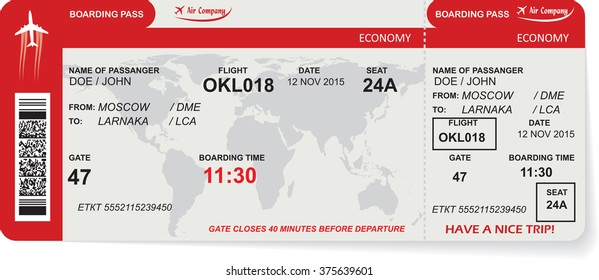 BOARDING PASS
Air Company
ECONOMY
NAME OF PASSANGER
DOE / JOHN
FLIGHT
OKL018
DATE
12 NOV 2015
SEAT
24A
FROM: MOSCOW / DME
TO: LARNAKA / LCA
GATE
47
BOARDING TIME
11:30
ETKT 5552115239450
GATE CLOSES 40 MINUTES BEFORE DEPARTURE
BOARDING PASS
Air Company
ECONOMY
NAME OF PASSANGER
DOE / JOHN
FROM: MOSCOW / DME
TO: LARNAKA / LCA
FLIGHT
OKL018
DATE
12 NOV 2015
GATE
47
BOARDING TIME
11:30
SEAT
24A
ETKT 5552115239450
HAVE A NICE TRIP!
shutterstock.com · 375639601